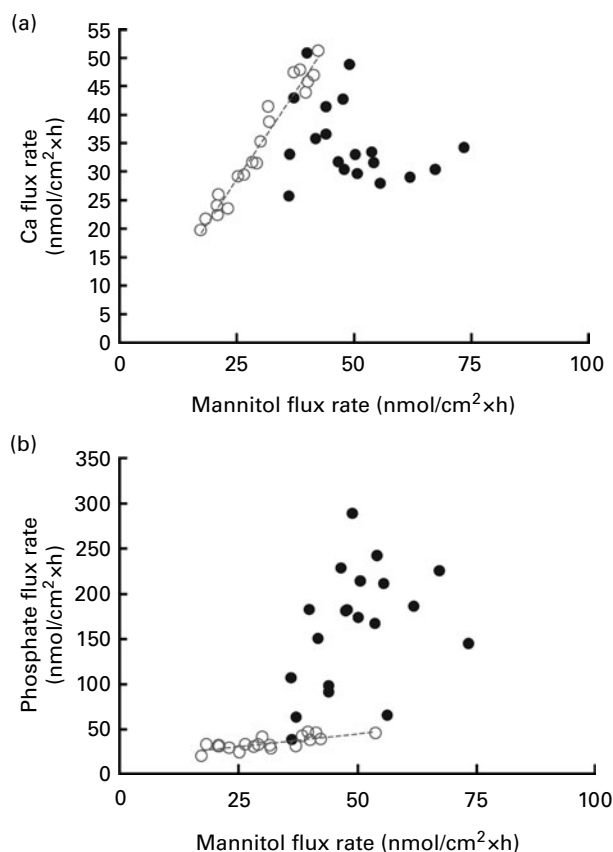 (a)
55
50
45
40
35
30
25
20
15
10
5
0
Ca flux rate
(nmol/cm²×h)
0 25 50 75 100
Mannitol flux rate (nmol/cm²×h)
(b)
350
300
250
200
150
100
50
0
Phosphate flux rate
(nmol/cm²×h)
0 25 50 75 100
Mannitol flux rate (nmol/cm²×h)